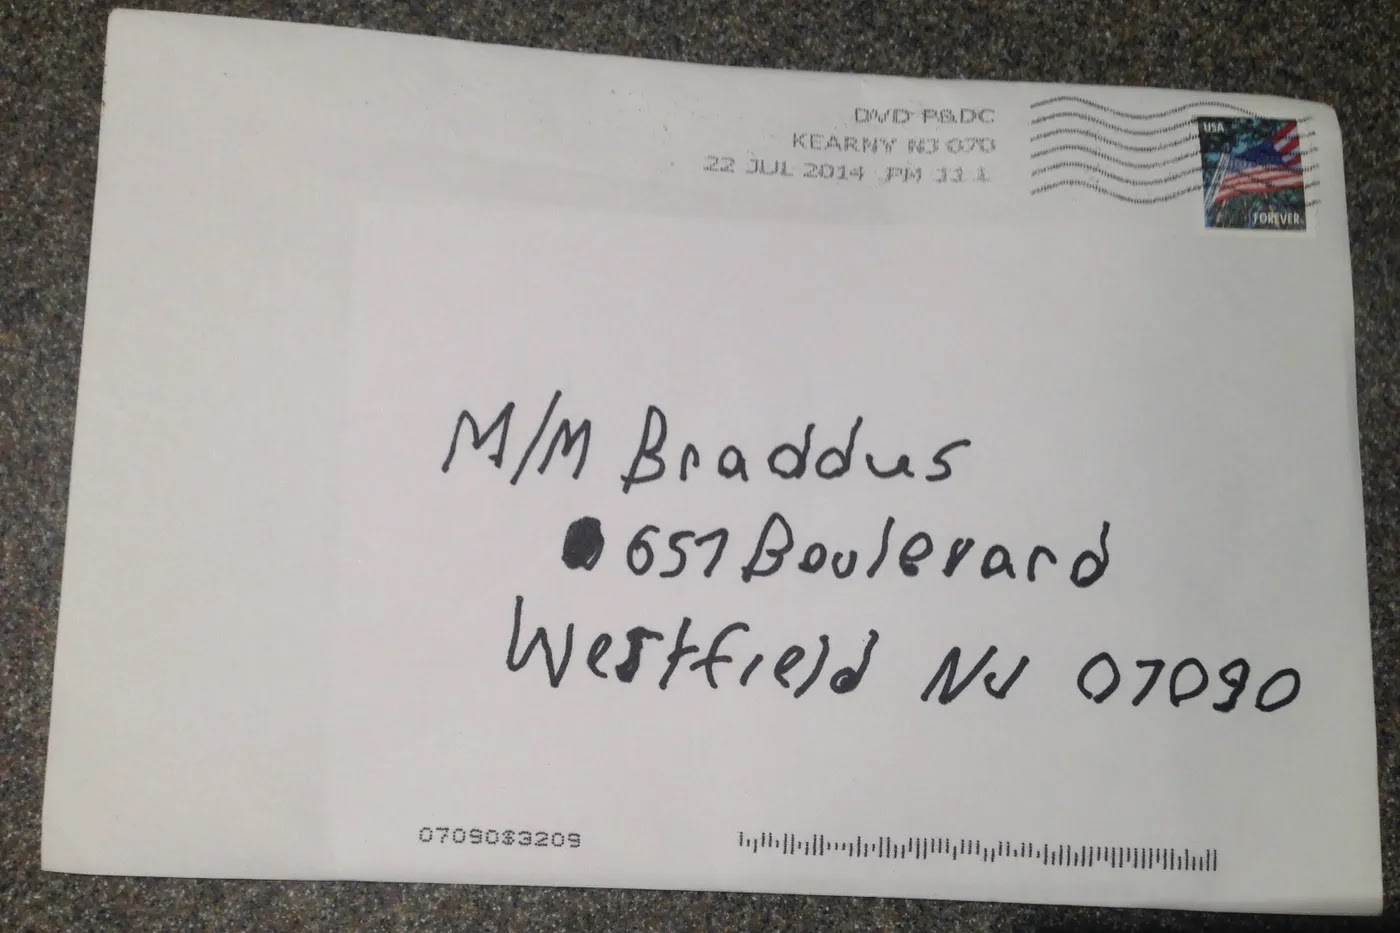 DVD P&DC
KEARNY NJ 070
22 JUL 2014 PM 11 L
USA
FOREVER
M/M Braddus
657 Boulevard
Westfield NJ 07090
07090$3209